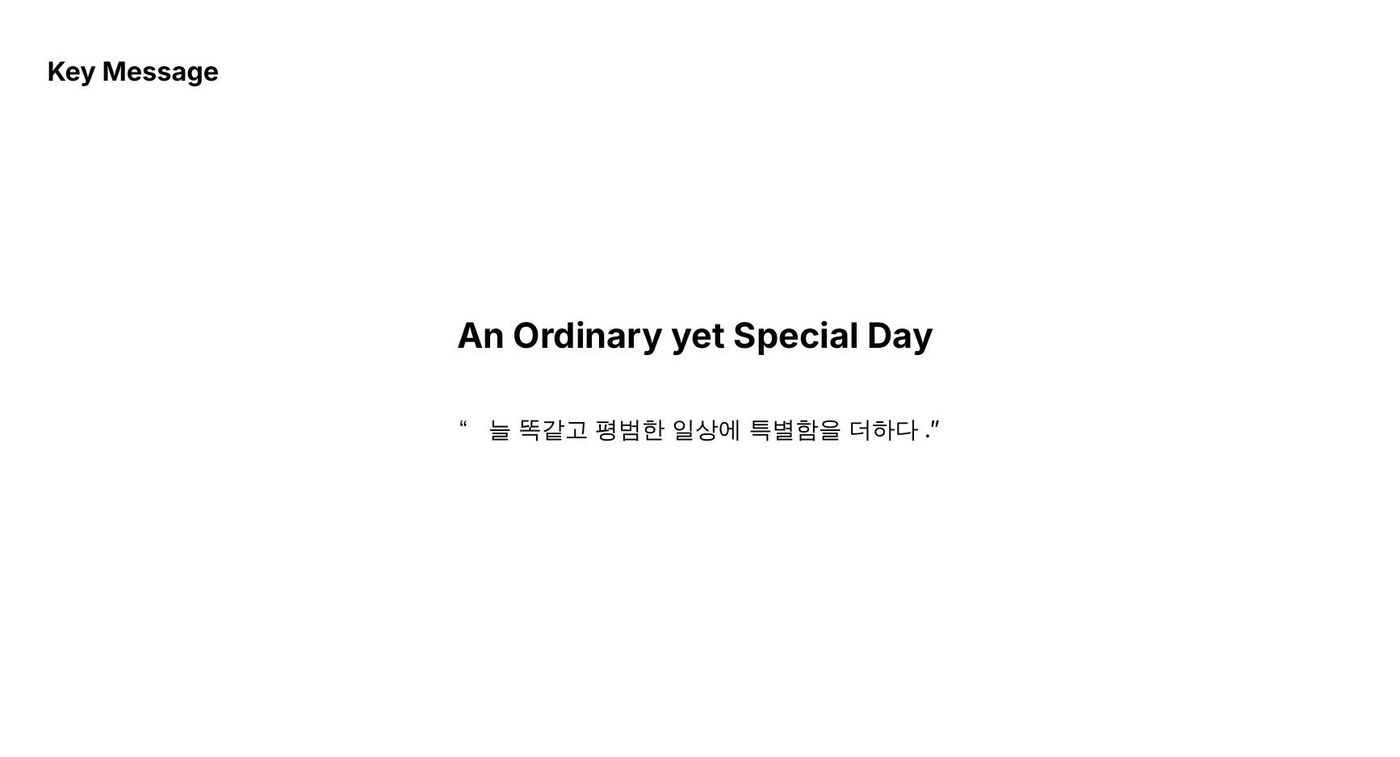 Key Message
An Ordinary yet Special Day
“ 늘 똑같고 평범한 일상에 특별함을 더하다 .”